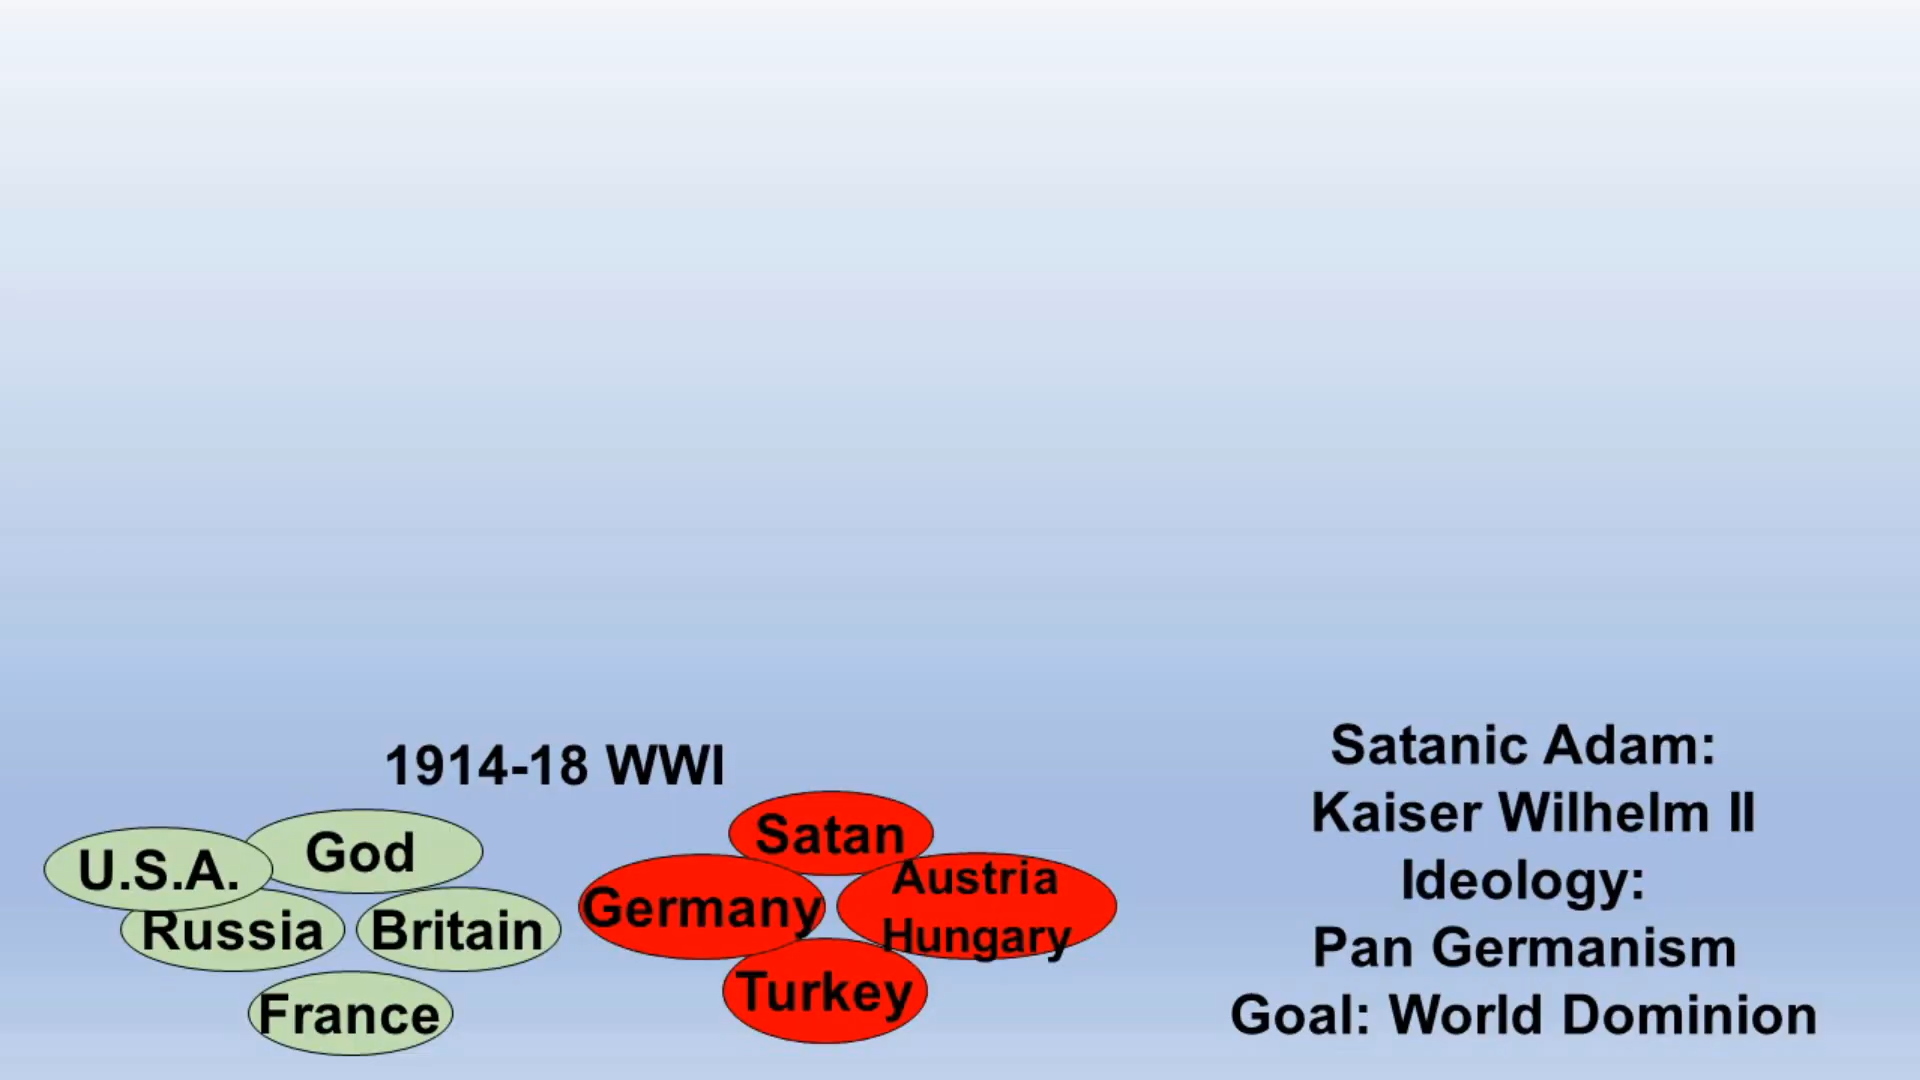 1914-18 WWI
God
U.S.A.
Russia
Britain
France
Satan
Germany
Austria
Hungary
Turkey
Satanic Adam:
Kaiser Wilhelm II
Ideology:
Pan Germanism
Goal: World Dominion